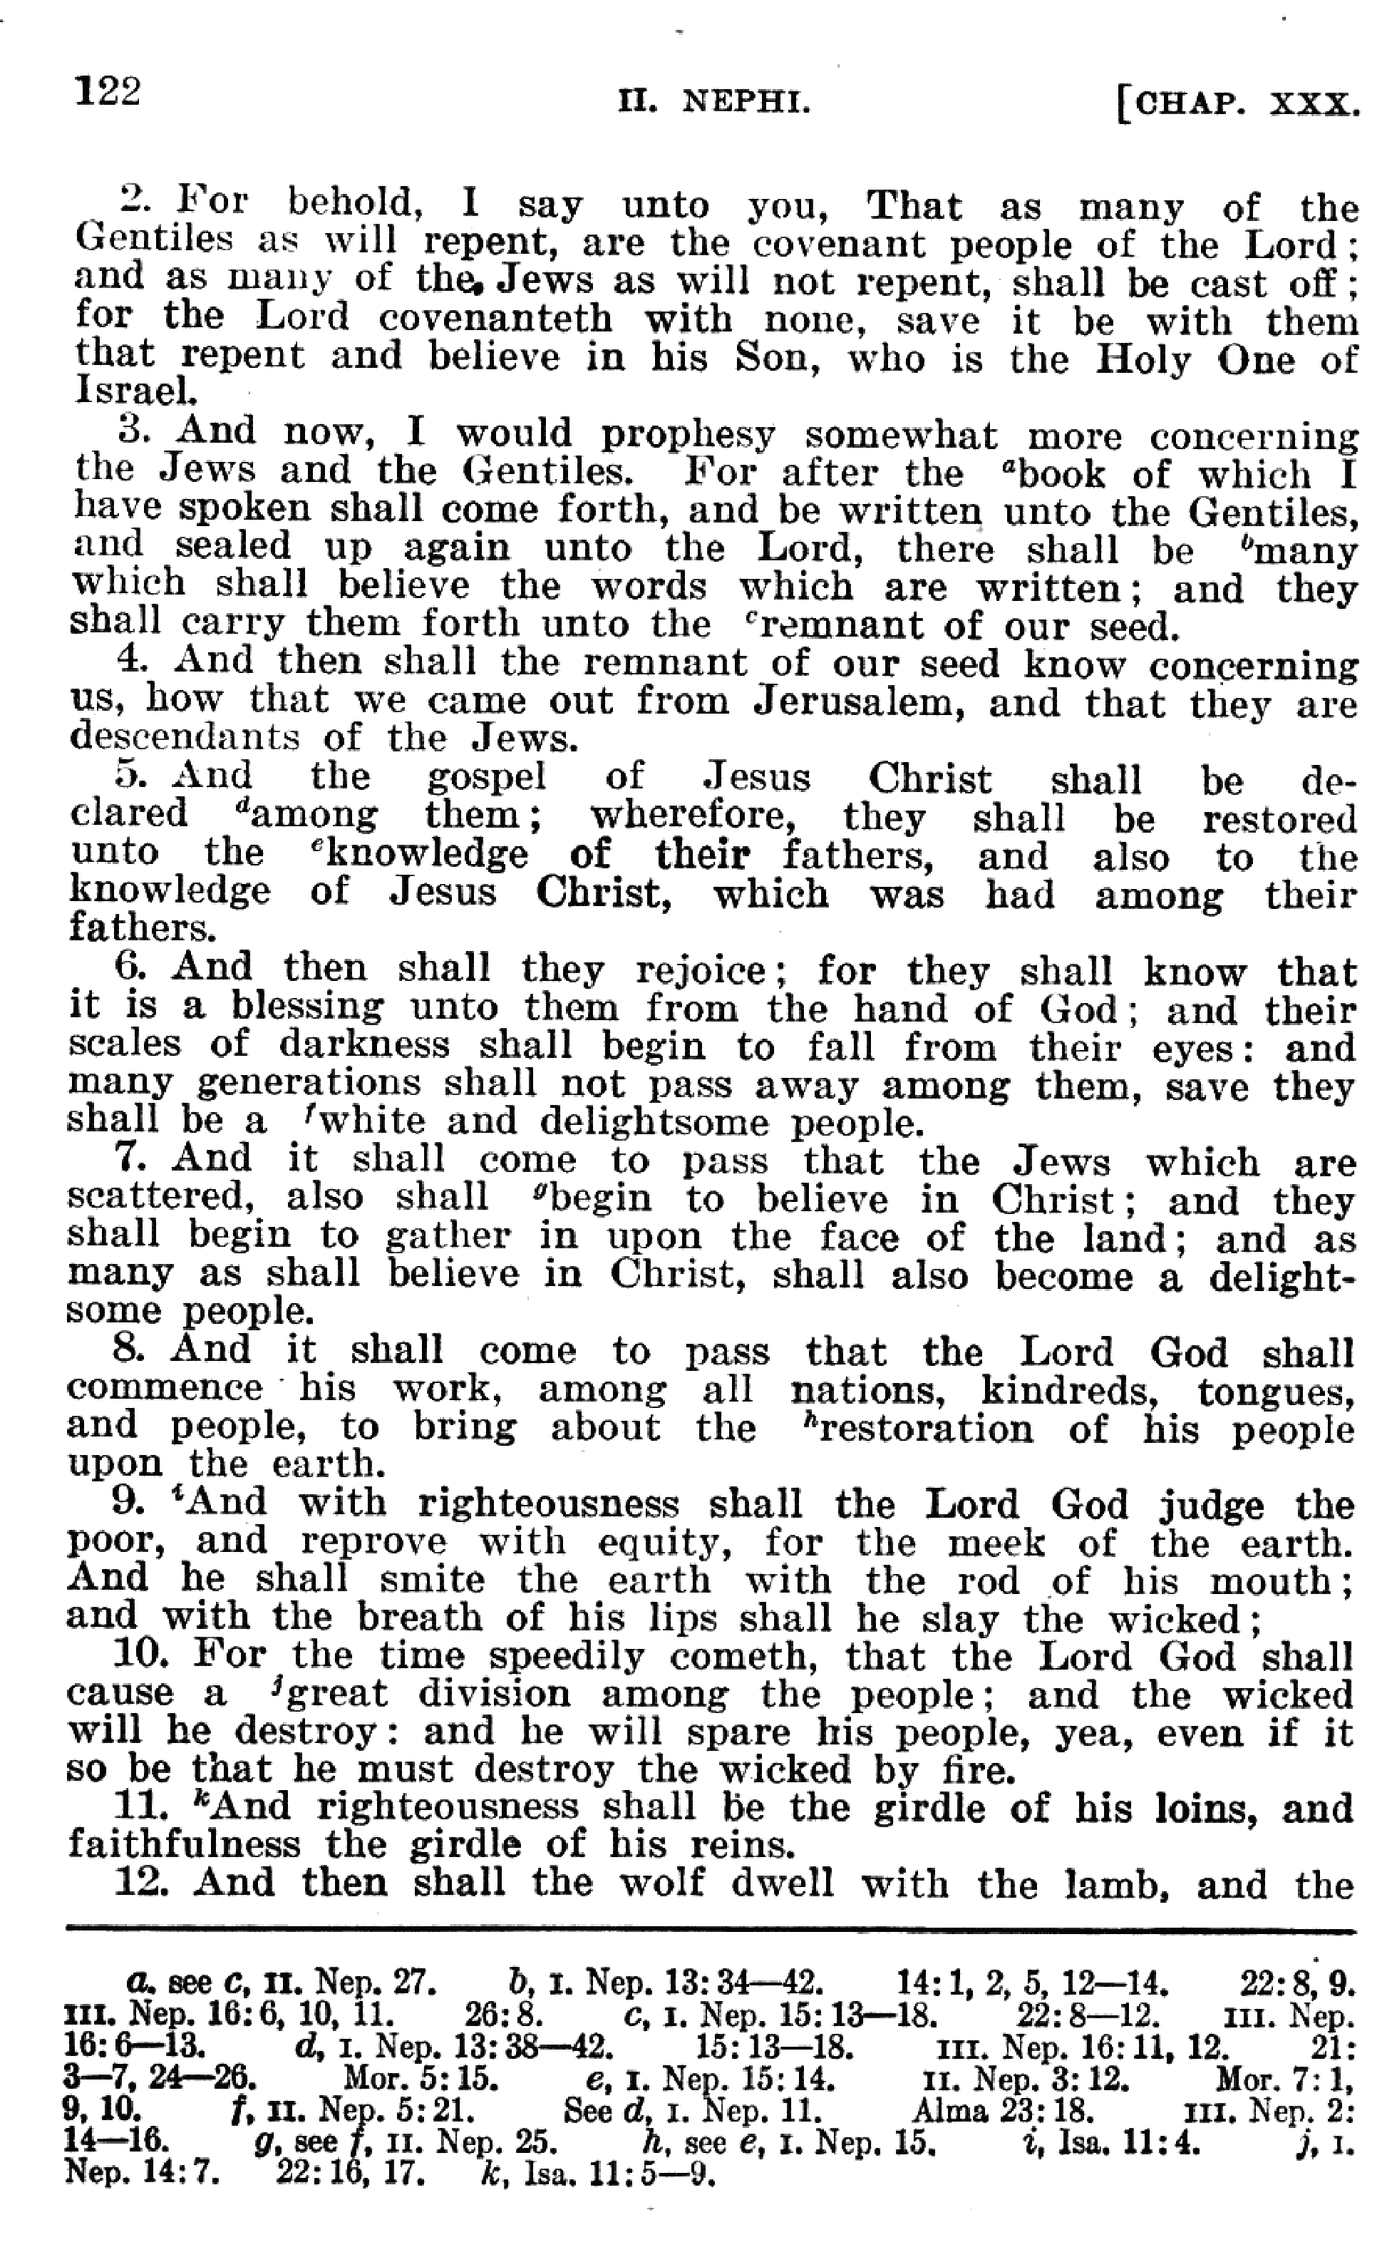 122 II. NEPHI. [CHAP. XXX.
2. For behold, I say unto you, That as many of the
Gentiles as will repent, are the covenant people of the Lord;
and as many of the Jews as will not repent, shall be cast off;
for the Lord covenanteth with none, save it be with them
that repent and believe in his Son, who is the Holy One of
Israel.
3. And now, I would prophesy somewhat more concerning
the Jews and the Gentiles. For after the ᵃbook of which I
have spoken shall come forth, and be written unto the Gentiles,
and sealed up again unto the Lord, there shall be ᵇmany
which shall believe the words which are written; and they
shall carry them forth unto the ᶜremnant of our seed.
4. And then shall the remnant of our seed know concerning
us, how that we came out from Jerusalem, and that they are
descendants of the Jews.
5. And the gospel of Jesus Christ shall be de-
clared ᵈamong them; wherefore, they shall be restored
unto the ᵉknowledge of their fathers, and also to the
knowledge of Jesus Christ, which was had among their
fathers.
6. And then shall they rejoice; for they shall know that
it is a blessing unto them from the hand of God; and their
scales of darkness shall begin to fall from their eyes: and
many generations shall not pass away among them, save they
shall be a ᶠwhite and delightsome people.
7. And it shall come to pass that the Jews which are
scattered, also shall ᵍbegin to believe in Christ; and they
shall begin to gather in upon the face of the land; and as
many as shall believe in Christ, shall also become a delight-
some people.
8. And it shall come to pass that the Lord God shall
commence his work, among all nations, kindreds, tongues,
and people, to bring about the ʰrestoration of his people
upon the earth.
9. ⁱAnd with righteousness shall the Lord God judge the
poor, and reprove with equity, for the meek of the earth.
And he shall smite the earth with the rod of his mouth;
and with the breath of his lips shall he slay the wicked;
10. For the time speedily cometh, that the Lord God shall
cause a ʲgreat division among the people; and the wicked
will he destroy: and he will spare his people, yea, even if it
so be that he must destroy the wicked by fire.
11. ᵏAnd righteousness shall be the girdle of his loins, and
faithfulness the girdle of his reins.
12. And then shall the wolf dwell with the lamb, and the
a. see c, II. Nep. 27. b, I. Nep. 13:34—42. 14:1, 2, 5, 12—14. 22:8, 9.
III. Nep. 16:6, 10, 11. 26:8. c, I. Nep. 15:13—18. 22:8—12. III. Nep.
16:6—13. d, I. Nep. 13:38—42. 15:13—18. III. Nep. 16:11, 12. 21:
3—7, 24—26. Mor. 5:15. e, I. Nep. 15:14. II. Nep. 3:12. Mor. 7:1,
9, 10. f, II. Nep. 5:21. See d, I. Nep. 11. Alma 23:18. III. Nep. 2:
14—16. g, see f, II. Nep. 25. h, see e, I. Nep. 15. i, Isa. 11:4. j, I.
Nep. 14:7. 22:16, 17. k, Isa. 11:5—9.